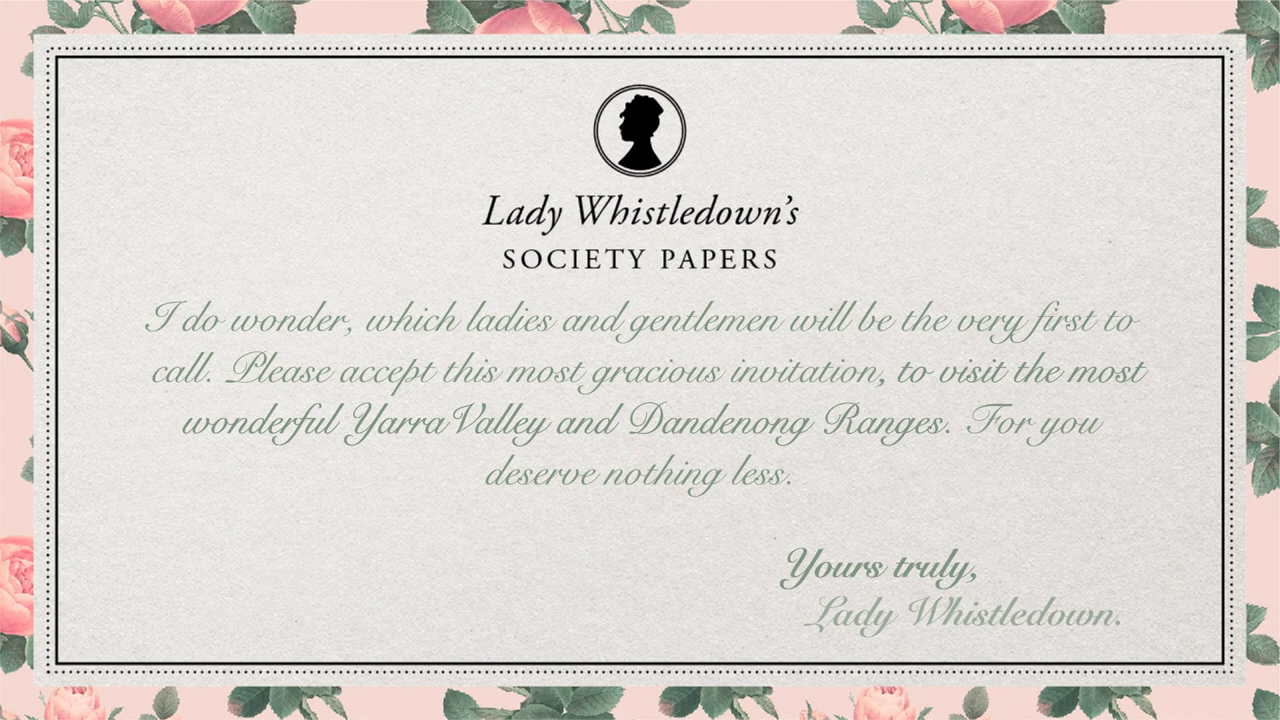 Lady Whistledown's
SOCIETY PAPERS
I do wonder, which ladies and gentlemen will be the very first to
call. Please accept this most gracious invitation, to visit the most
wonderful Yarra Valley and Dandenong Ranges. For you
deserve nothing less.
Yours truly,
Lady Whistledown.